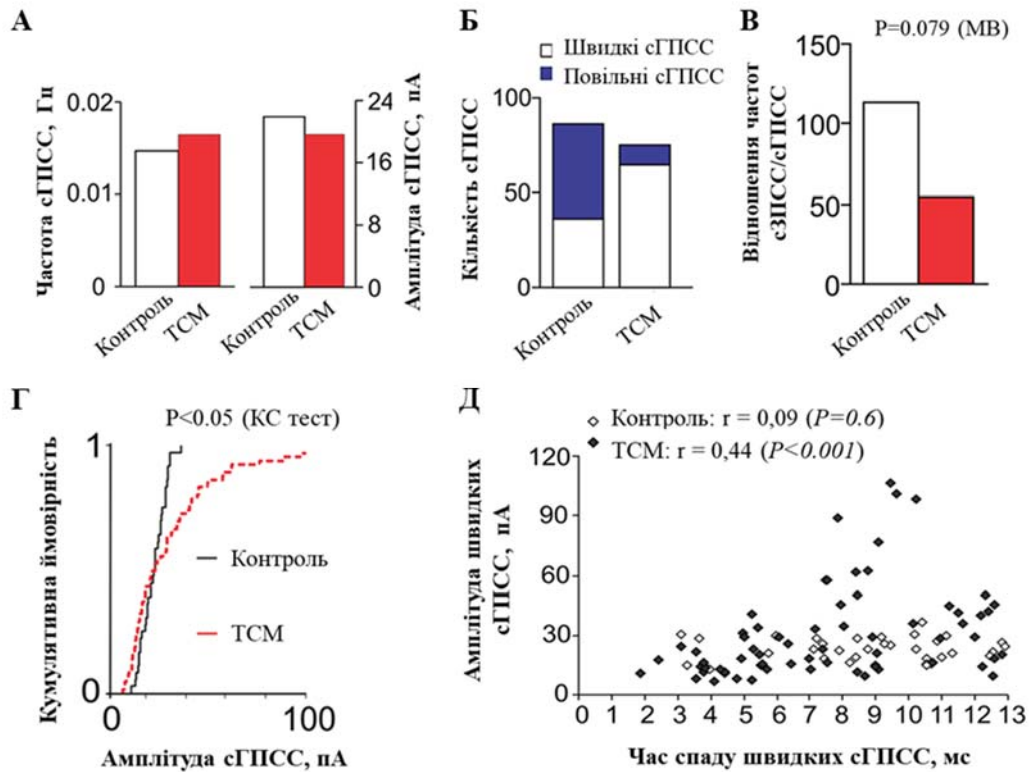 А
Частота сГПСС, Гц
0.02
0.01
0
24
16
8
0
Амплітуда сГПСС, пА
Контроль
ТСМ
Контроль
ТСМ
Б
Швидкі сГПСС
Повільні сГПСС
Кількість сГПСС
100
50
0
Контроль
ТСМ
В
P=0.079 (МВ)
Відношення частот
сЗПСС/сГПСС
150
100
50
0
Контроль
ТСМ
Г
P<0.05 (КС тест)
Кумулятивна ймовірність
1
0
Контроль
ТСМ
0
100
Амплітуда сГПСС, пА
Д
Контроль: r = 0,09 (P=0.6)
ТСМ: r = 0,44 (P<0.001)
Амплітуда швидких
сГПСС, пА
120
90
60
30
0
0 1 2 3 4 5 6 7 8 9 10 11 12 13
Час спаду швидких сГПСС, мс